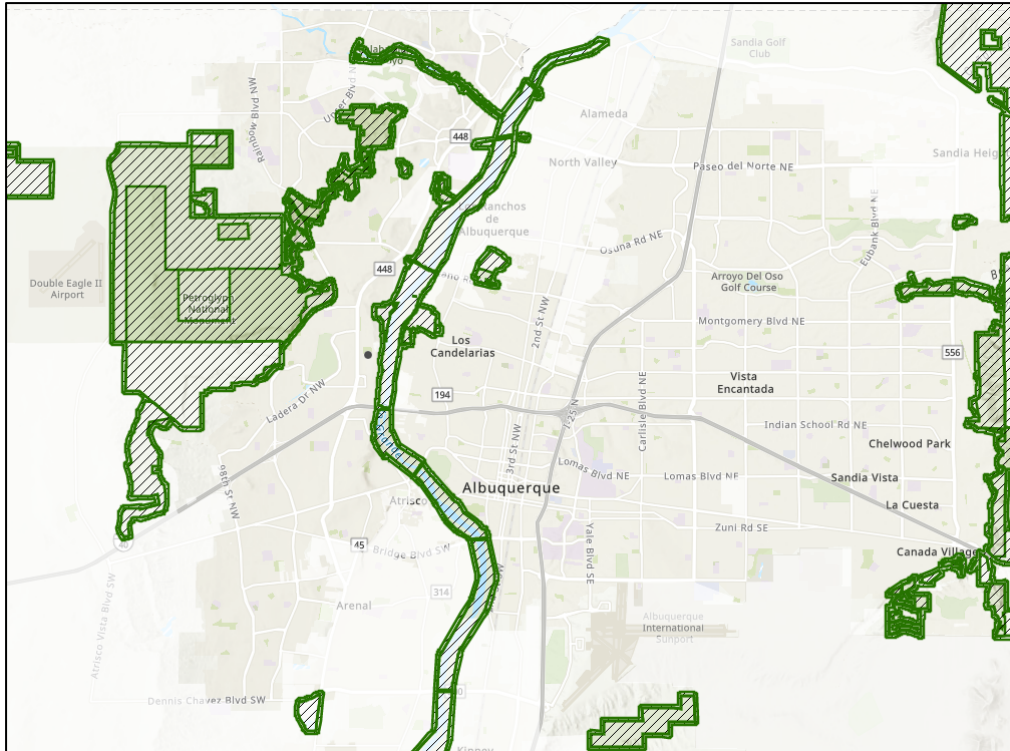 Sandia Golf
Club
Rainbow Blvd NW
Alameda
448
North Valley
Paseo del Norte NE
Sandia Heig
de
Albuquerque
Osuna Rd NE
Eubank Blvd NE
448
Double Eagle II
Airport
Arroyo Del Oso
Golf Course
Petroglyph
National
Monument
2nd St NW
Montgomery Blvd NE
Los
Candelarias
556
Vista
Encantada
Ladera Dr NW
194
I-25 N
Carlisle Blvd NE
Indian School Rd NE
Chelwood Park
3rd St NW
98th St NW
Lomas Blvd NE
Lomas Blvd NE
Sandia Vista
Albuquerque
Atrisco
La Cuesta
Zuni Rd SE
45
Bridge Blvd SW
Yale Blvd SE
Canada Village
314
Arenal
Atrisco Vista Blvd SW
Albuquerque
International
Sunport
Dennis Chavez Blvd SW
Kinney